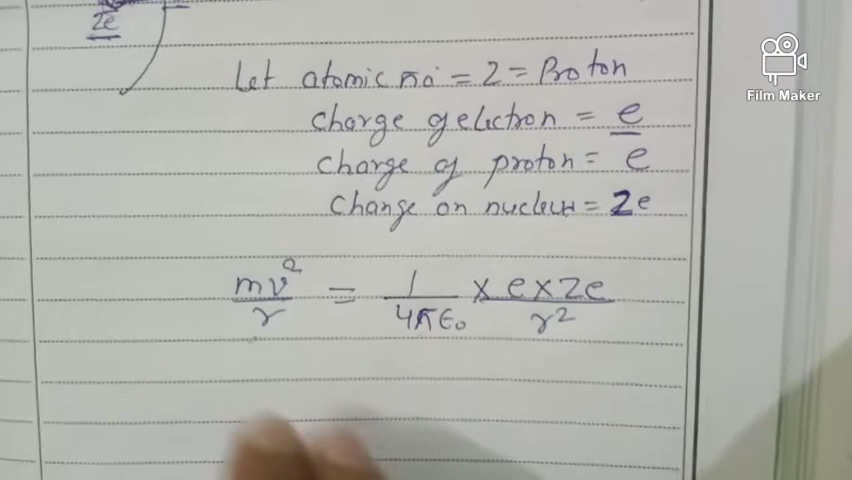 2e
Let atomic no = Z = Proton
Charge of electron = e
Charge of proton = e
Charge on nucleus = Ze
mv²/r = 1/4πϵ₀ × e×Ze/r²
Film Maker